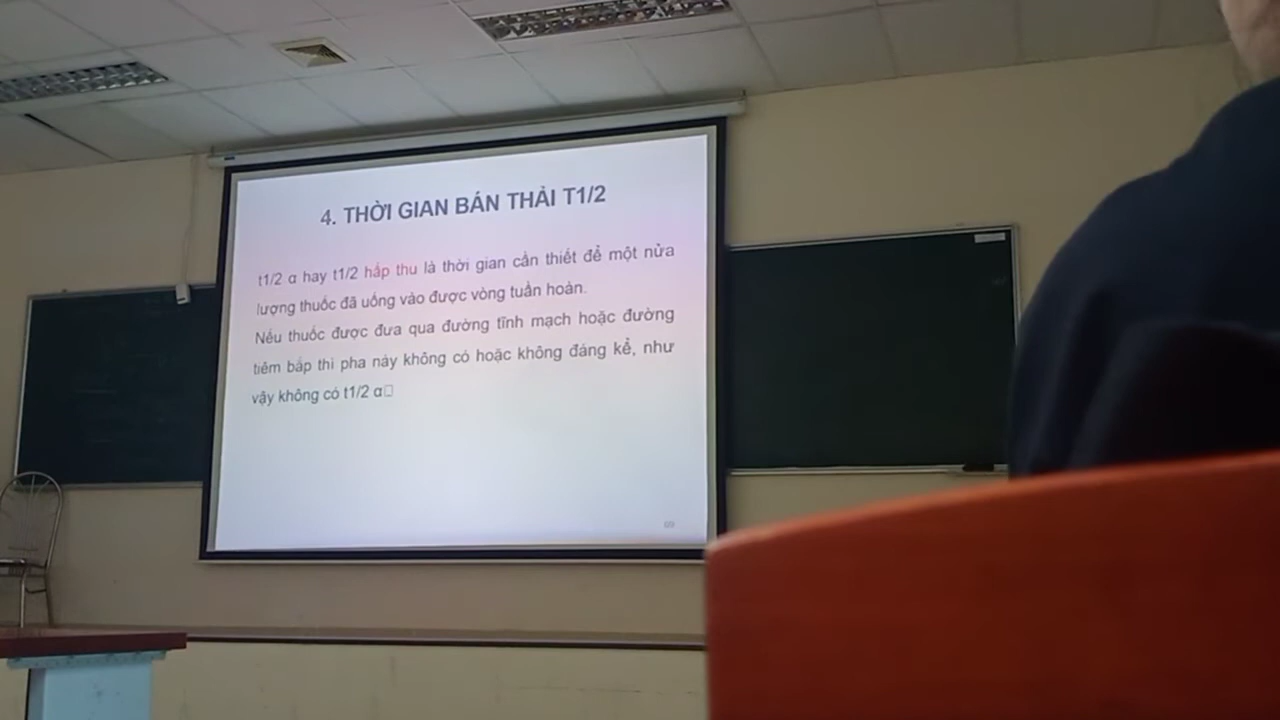 4. THỜI GIAN BÁN THẢI T1/2
t1/2 α hay t1/2 hấp thu là thời gian cần thiết để một nửa
lượng thuốc đã uống vào được vòng tuần hoàn.
Nếu thuốc được đưa qua đường tĩnh mạch hoặc đường
tiêm bắp thì pha này không có hoặc không đáng kể, như
vậy không có t1/2 α